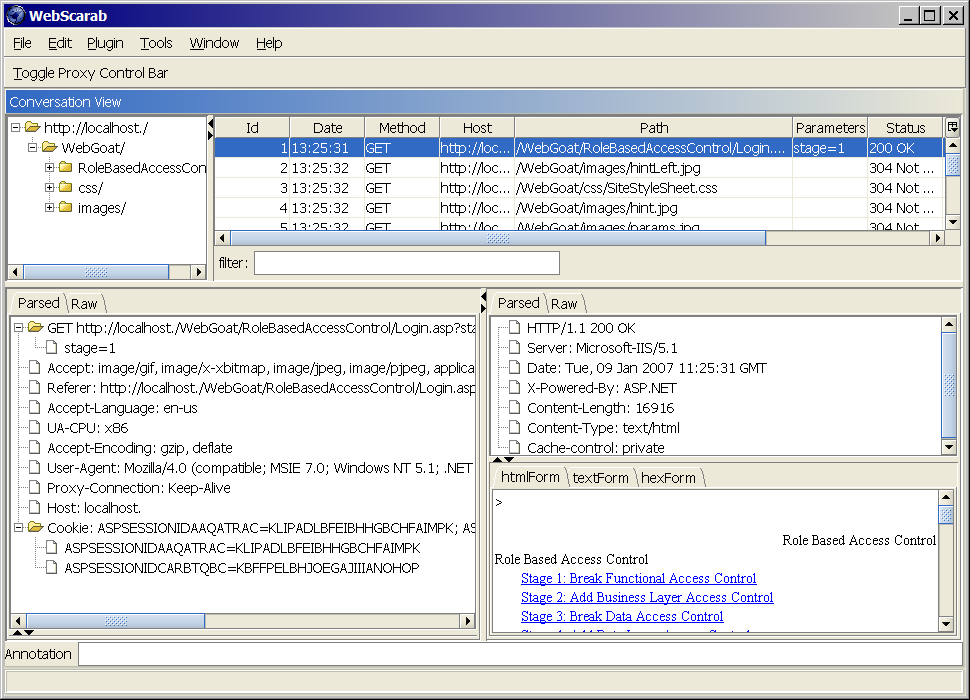 WebScarab
File Edit Plugin Tools Window Help
Toggle Proxy Control Bar
Conversation View
http://localhost./
WebGoat/
RoleBasedAccessCon
css/
images/
Id Date Method Host Path Parameters Status
1 13:25:31 GET http://loc... /WebGoat/RoleBasedAccessControl/Login.... stage=1 200 OK
2 13:25:32 GET http://loc... /WebGoat/images/hintLeft.jpg 304 Not ...
3 13:25:32 GET http://loc... /WebGoat/css/SiteStyleSheet.css 304 Not ...
4 13:25:32 GET http://loc... /WebGoat/images/hint.jpg 304 Not ...
5 13:25:32 GET http://loc... /WebGoat/images/params.jpg 304 Not ...
filter:
Parsed Raw
GET http://localhost./WebGoat/RoleBasedAccessControl/Login.asp?sta
stage=1
Accept: image/gif, image/x-xbitmap, image/jpeg, image/pjpeg, applica
Referer: http://localhost./WebGoat/RoleBasedAccessControl/Login.asp
Accept-Language: en-us
UA-CPU: x86
Accept-Encoding: gzip, deflate
User-Agent: Mozilla/4.0 (compatible; MSIE 7.0; Windows NT 5.1; .NET
Proxy-Connection: Keep-Alive
Host: localhost.
Cookie: ASPSESSIONIDAAQATRAC=KLIPADLBFEIBHHGBCHFAIMPK; AS
ASPSESSIONIDAAQATRAC=KLIPADLBFEIBHHGBCHFAIMPK
ASPSESSIONIDCARBTQBC=KBFFPELBHJOEGAJIIIANOHOP
Parsed Raw
HTTP/1.1 200 OK
Server: Microsoft-IIS/5.1
Date: Tue, 09 Jan 2007 11:25:31 GMT
X-Powered-By: ASP.NET
Content-Length: 16916
Content-Type: text/html
Cache-control: private
htmlForm textForm hexForm
>
Role Based Access Control
Role Based Access Control
Stage 1: Break Functional Access Control
Stage 2: Add Business Layer Access Control
Stage 3: Break Data Access Control
Annotation